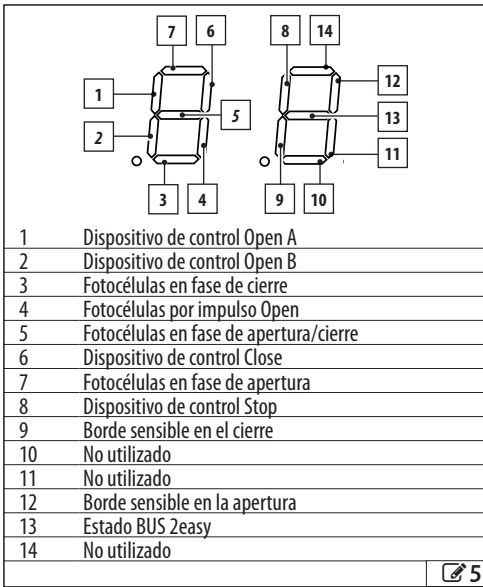 7 6 8 14
1 12
5 13
2 11
3 4 9 10
1 Dispositivo de control Open A
2 Dispositivo de control Open B
3 Fotocélulas en fase de cierre
4 Fotocélulas por impulso Open
5 Fotocélulas en fase de apertura/cierre
6 Dispositivo de control Close
7 Fotocélulas en fase de apertura
8 Dispositivo de control Stop
9 Borde sensible en el cierre
10 No utilizado
11 No utilizado
12 Borde sensible en la apertura
13 Estado BUS 2easy
14 No utilizado
5